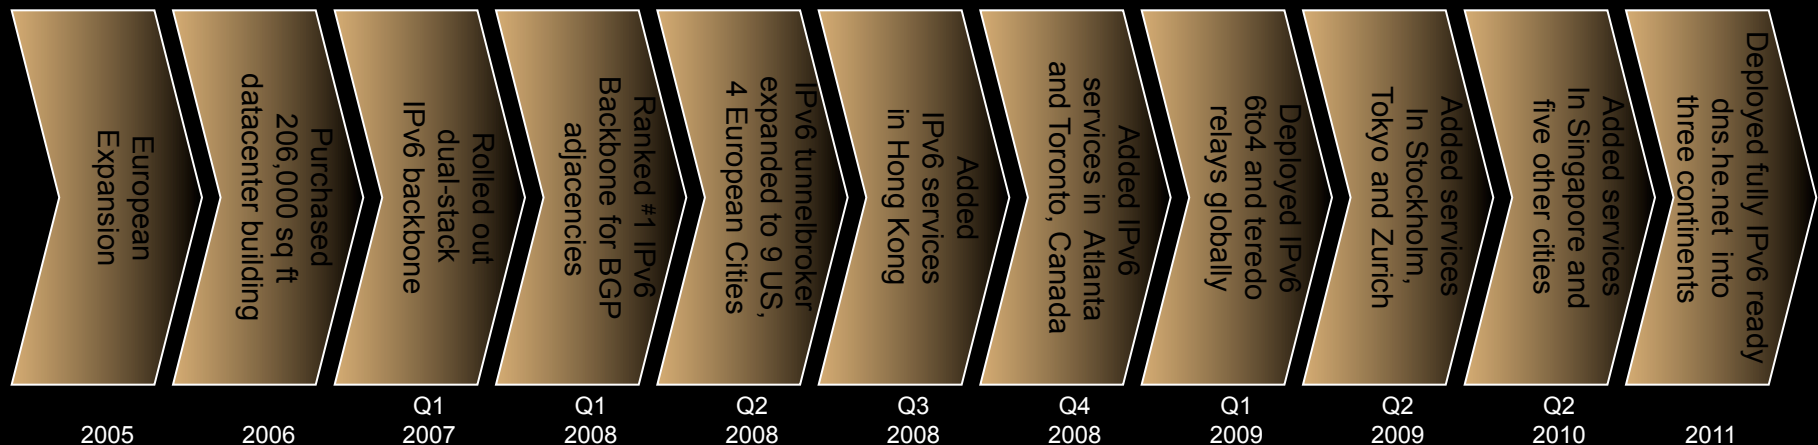 European
Expansion
2005
Purchased
206,000 sq ft
datacenter building
2006
Rolled out
dual-stack
IPv6 backbone
Q1
2007
Ranked #1 IPv6
Backbone for BGP
adjacencies
Q1
2008
IPv6 tunnelbroker
expanded to 9 US,
4 European Cities
Q2
2008
Added
IPv6 services
in Hong Kong
Q3
2008
Added IPv6
services in Atlanta
and Toronto, Canada
Q4
2008
Deployed IPv6
6to4 and teredo
relays globally
Q1
2009
Added services
In Stockholm,
Tokyo and Zurich
Q2
2009
Added services
In Singapore and
five other cities
Q2
2010
Deployed fully IPv6 ready
dns.he.net into
three continents
2011